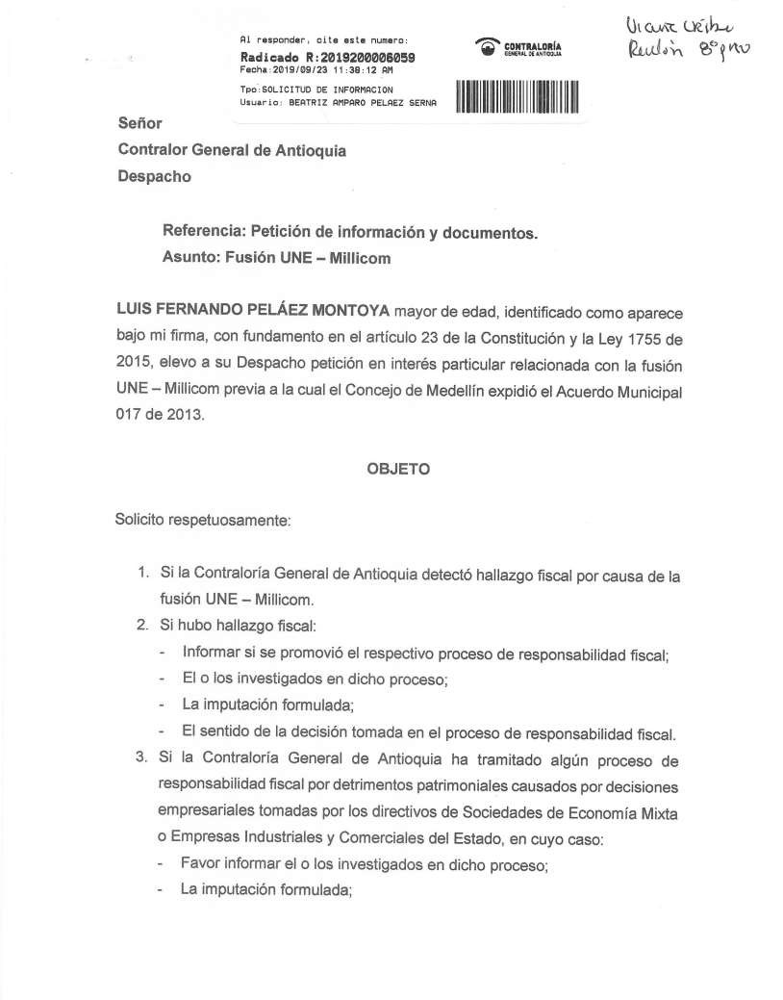 Al responder, cite este numero:
Radicado R:2019200006059
Fecha:2019/09/23 11:38:12 AM
Tpo:SOLICITUD DE INFORMACION
Usuario: BEATRIZ AMPARO PELAEZ SERNA
CONTRALORÍA
GENERAL DE ANTIOQUIA
Uribe
8º piso
Señor
Contralor General de Antioquia
Despacho
Referencia: Petición de información y documentos.
Asunto: Fusión UNE – Millicom
LUIS FERNANDO PELÁEZ MONTOYA mayor de edad, identificado como aparece
bajo mi firma, con fundamento en el artículo 23 de la Constitución y la Ley 1755 de
2015, elevo a su Despacho petición en interés particular relacionada con la fusión
UNE – Millicom previa a la cual el Concejo de Medellín expidió el Acuerdo Municipal
017 de 2013.
OBJETO
Solicito respetuosamente:
1. Si la Contraloría General de Antioquia detectó hallazgo fiscal por causa de la
fusión UNE – Millicom.
2. Si hubo hallazgo fiscal:
- Informar si se promovió el respectivo proceso de responsabilidad fiscal;
- El o los investigados en dicho proceso;
- La imputación formulada;
- El sentido de la decisión tomada en el proceso de responsabilidad fiscal.
3. Si la Contraloría General de Antioquia ha tramitado algún proceso de
responsabilidad fiscal por detrimentos patrimoniales causados por decisiones
empresariales tomadas por los directivos de Sociedades de Economía Mixta
o Empresas Industriales y Comerciales del Estado, en cuyo caso:
- Favor informar el o los investigados en dicho proceso;
- La imputación formulada;